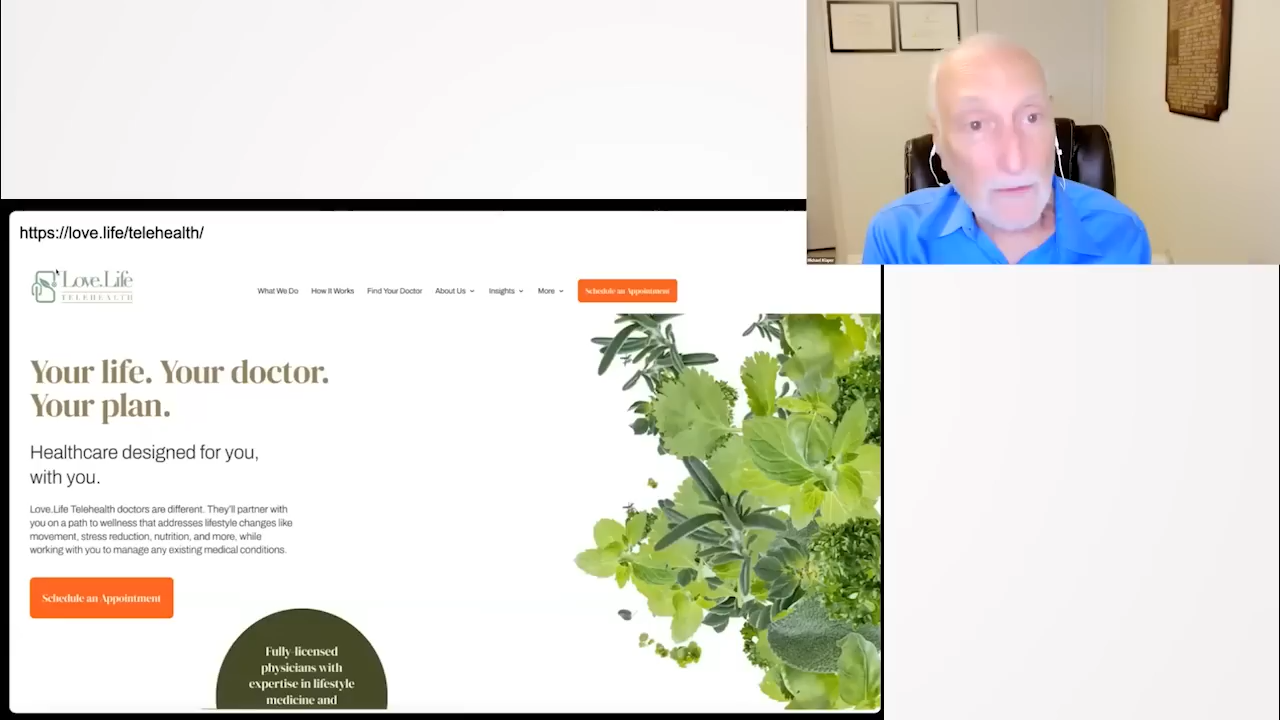 https://love.life/telehealth/
Love.Life
TELEHEALTH
What We Do
How It Works
Find Your Doctor
About Us
Insights
More
Schedule an Appointment
Your life. Your doctor.
Your plan.
Healthcare designed for you,
with you.
Love.Life Telehealth doctors are different. They'll partner with
you on a path to wellness that addresses lifestyle changes like
movement, stress reduction, nutrition, and more, while
working with you to manage any existing medical conditions.
Schedule an Appointment
Fully-licensed
physicians with
expertise in lifestyle
medicine and